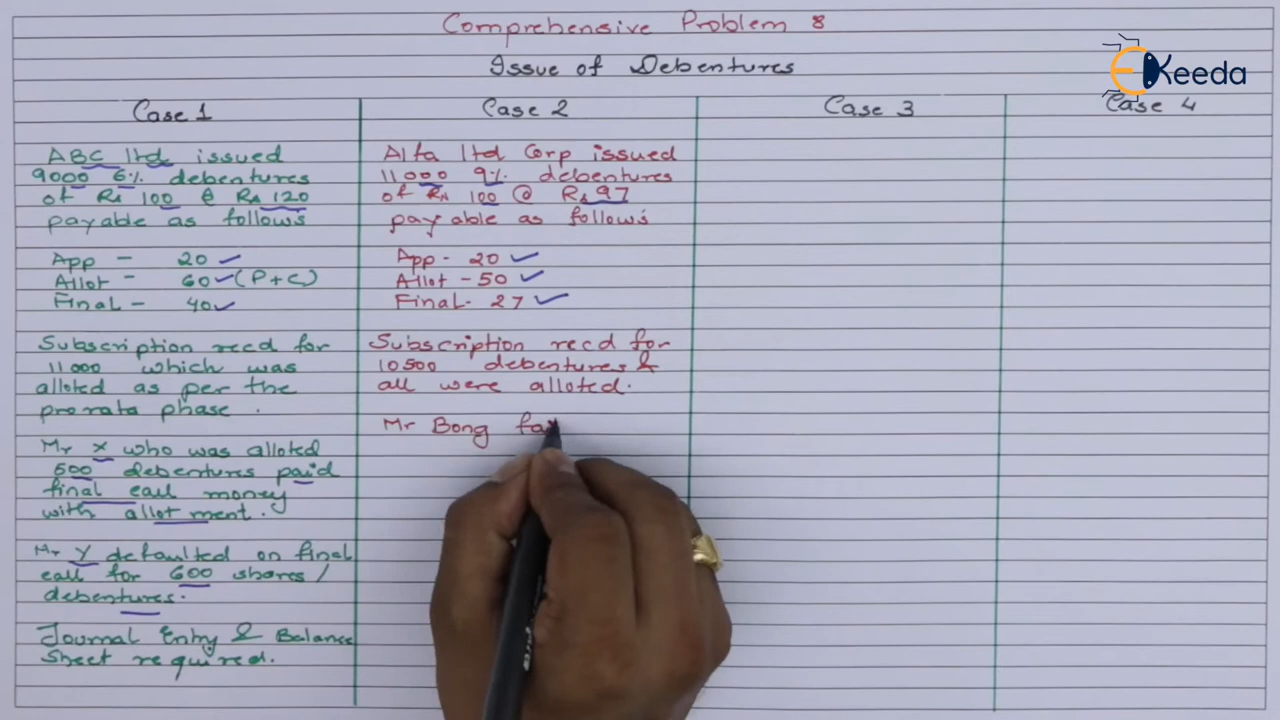 Comprehensive Problem 8
Issue of Debentures
EKeeda
Case 1
ABC ltd issued
9000 6% debentures
of Rs 100 @ Rs 120
payable as follows
App - 20
Allot - 60 (P+C)
Final - 40
Subscription recd for
11000 which was
alloted as per the
prorata phase.
Mr X who was alloted
500 debentures paid
final call money
with allotment.
Mr Y defaulted on final
call for 600 shares /
debentures.
Journal Entry & Balance
Sheet required.
Case 2
Alfa ltd Corp issued
11000 9% debentures
of Rs 100 @ Rs 97
payable as follows
App - 20
Allot - 50
Final - 27
Subscription recd for
10500 debentures &
all were alloted.
Mr Bong
Case 3
Case 4